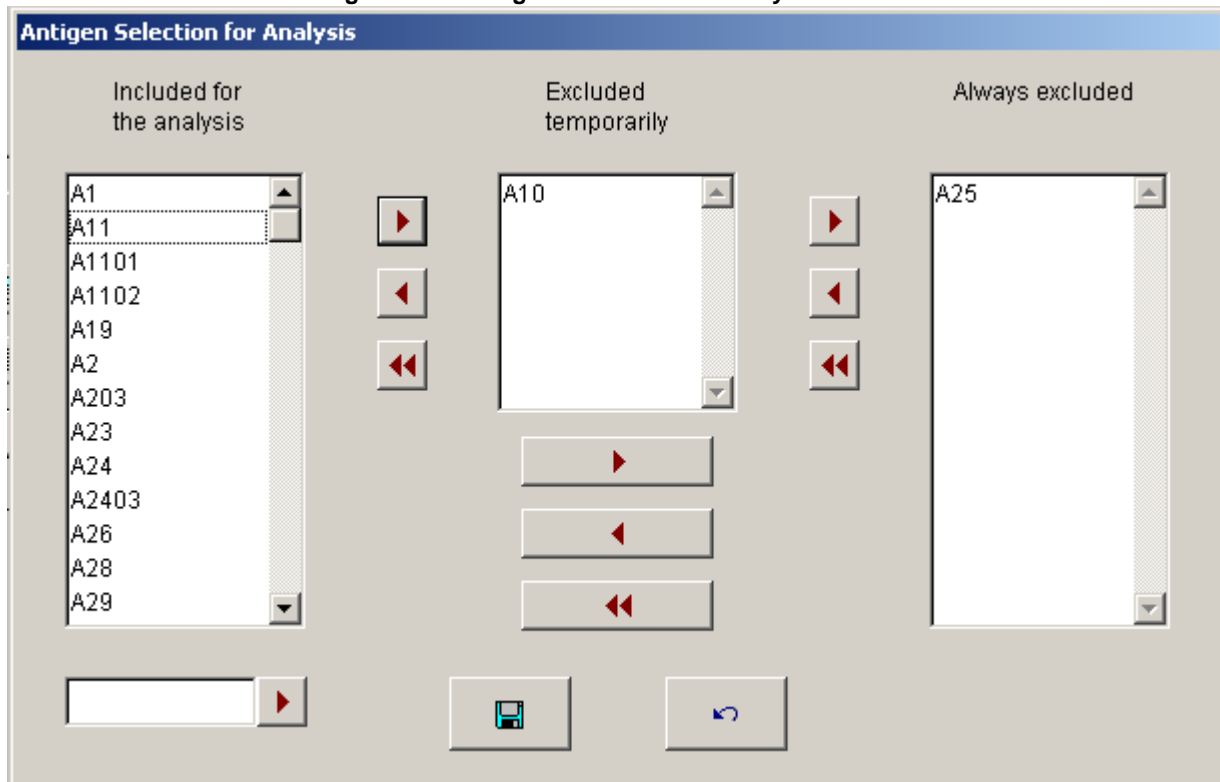 Antigen Selection for Analysis
Included for
the analysis
Excluded
temporarily
Always excluded
A1
A11
A1101
A1102
A19
A2
A203
A23
A24
A2403
A26
A28
A29
A10
A25